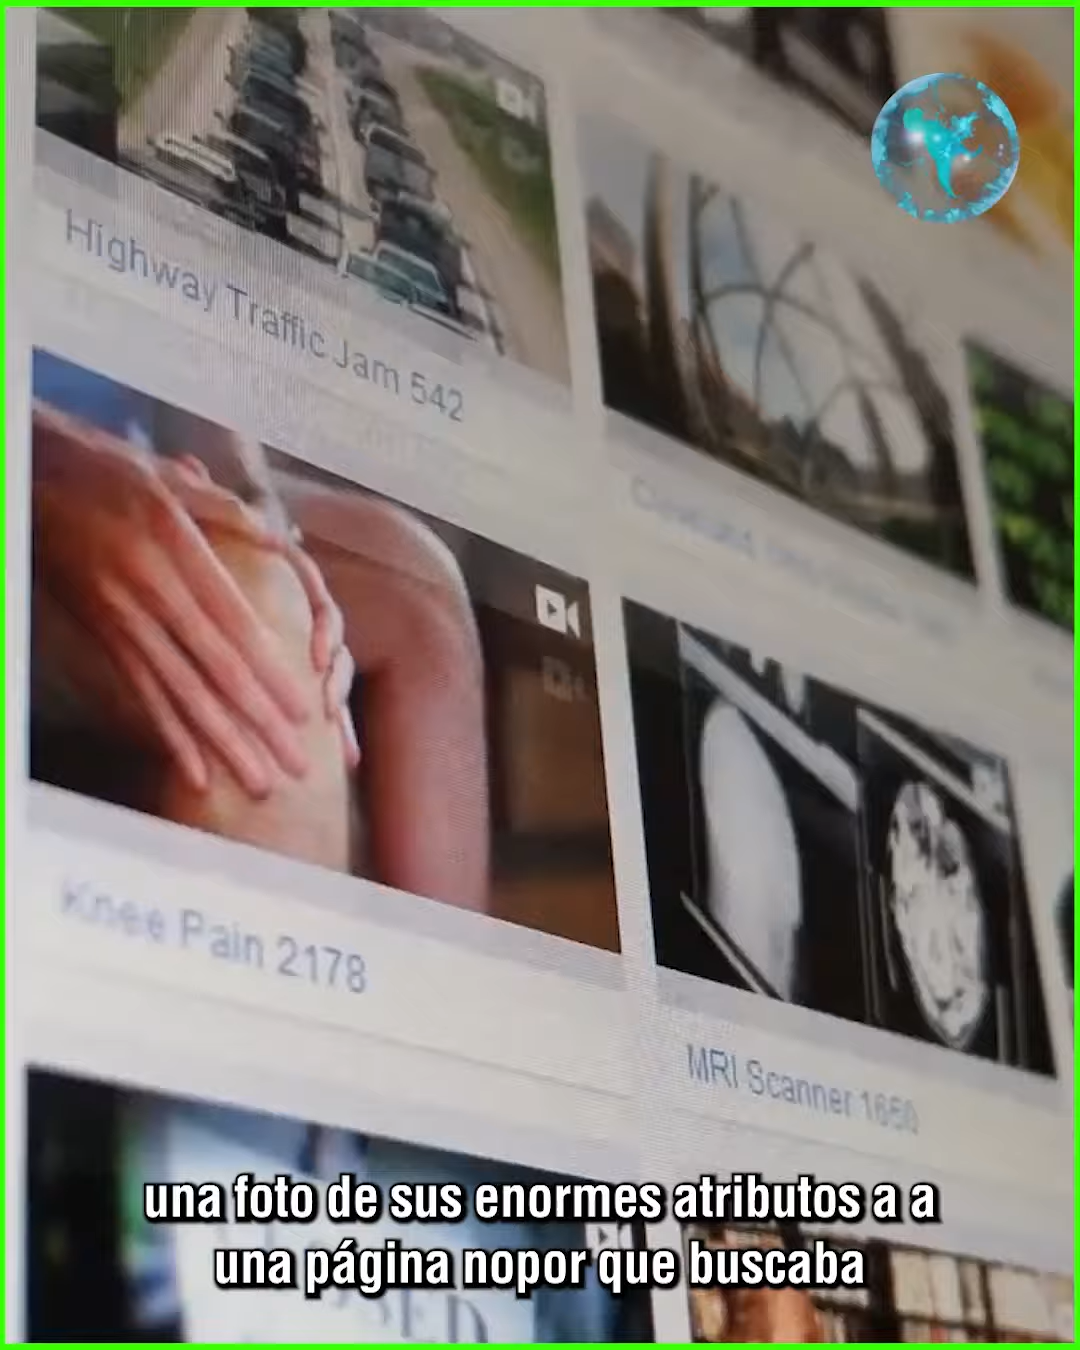 Highway Traffic Jam 542
Knee Pain 2178
MRI Scanner 1650
una foto de sus enormes atributos a a
una página nopor que buscaba